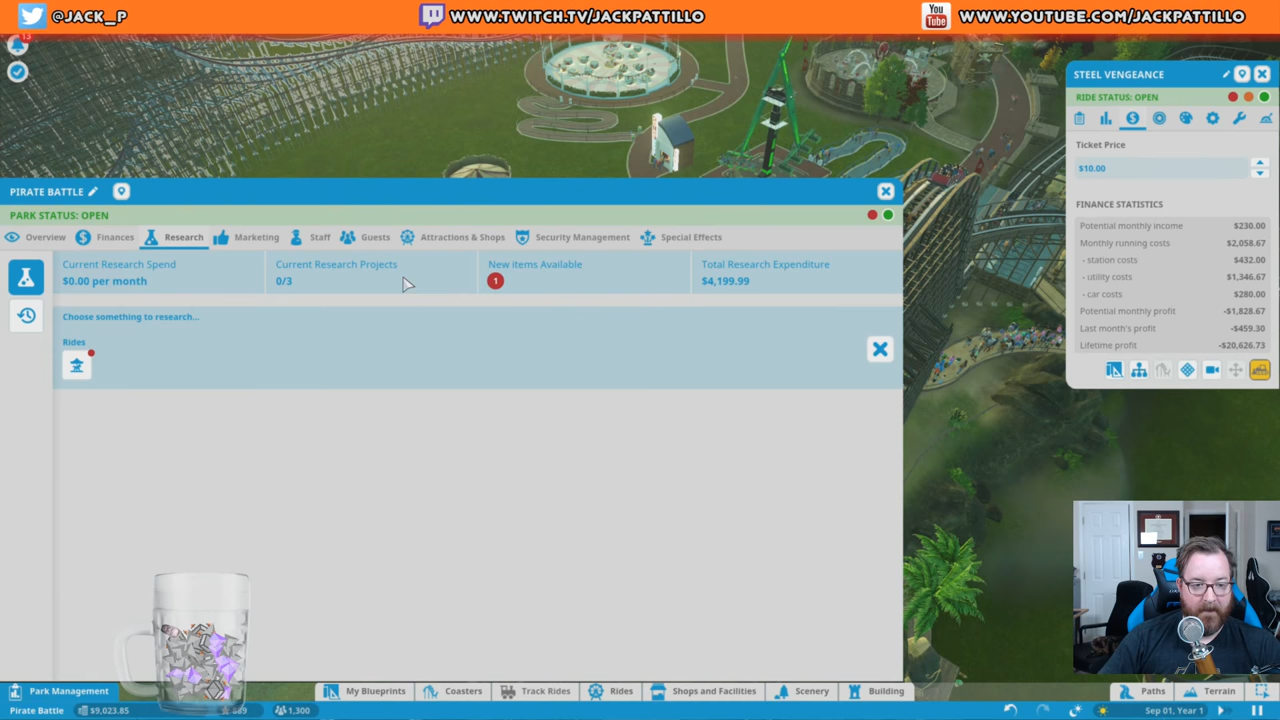 @JACK_P
WWW.TWITCH.TV/JACKPATTILLO
You Tube
WWW.YOUTUBE.COM/JACKPATTILLO
13
STEEL VENGEANCE
RIDE STATUS: OPEN
Ticket Price
$10.00
FINANCE STATISTICS
Potential monthly income $230.00
Monthly running costs $2,058.67
- station costs $432.00
- utility costs $1,346.67
- car costs $280.00
Potential monthly profit -$1,828.67
Last month's profit -$459.30
Lifetime profit -$20,626.73
PIRATE BATTLE
PARK STATUS: OPEN
Overview Finances Research Marketing Staff Guests Attractions & Shops Security Management Special Effects
Current Research Spend Current Research Projects New items Available Total Research Expenditure
$0.00 per month 0/3 1 $4,199.99
Choose something to research...
Rides
Park Management My Blueprints Coasters Track Rides Rides Shops and Facilities Scenery Building Paths Terrain
Pirate Battle $9,023.85 889 1,300 Sep 01, Year 1